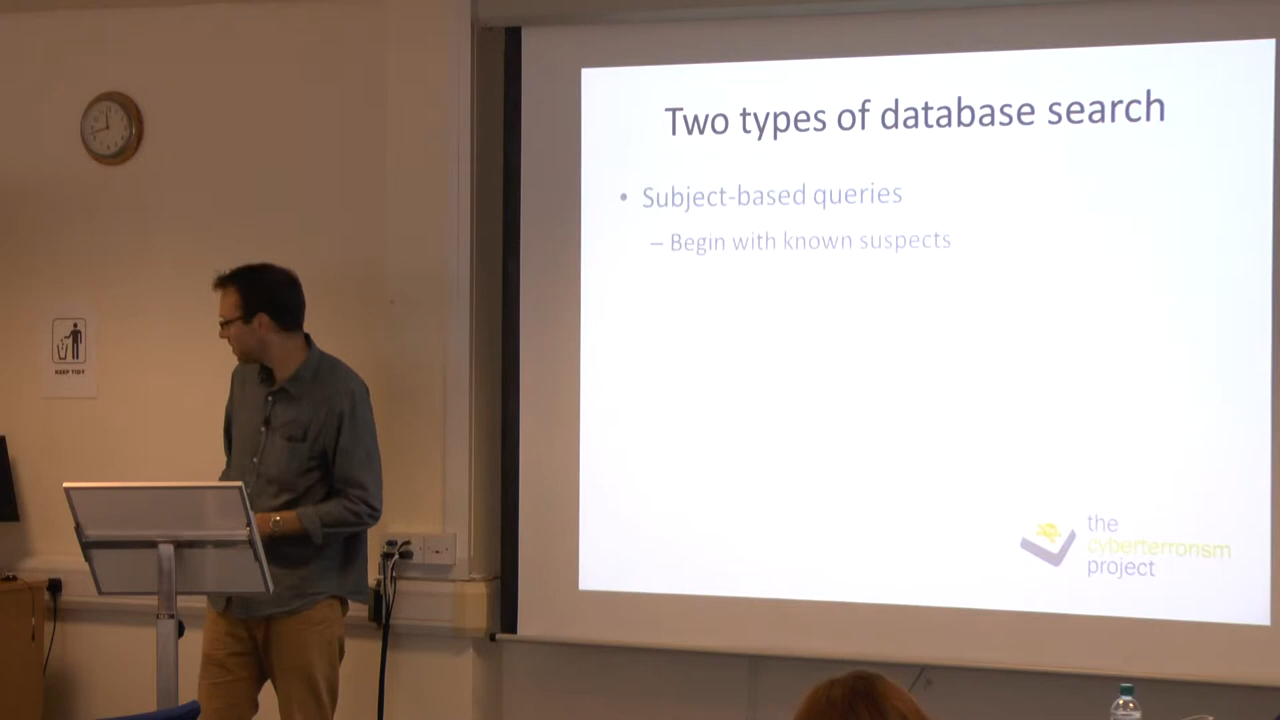 Two types of database search
• Subject-based queries
– Begin with known suspects
the
cyberterrorism
project
KEEP TIDY